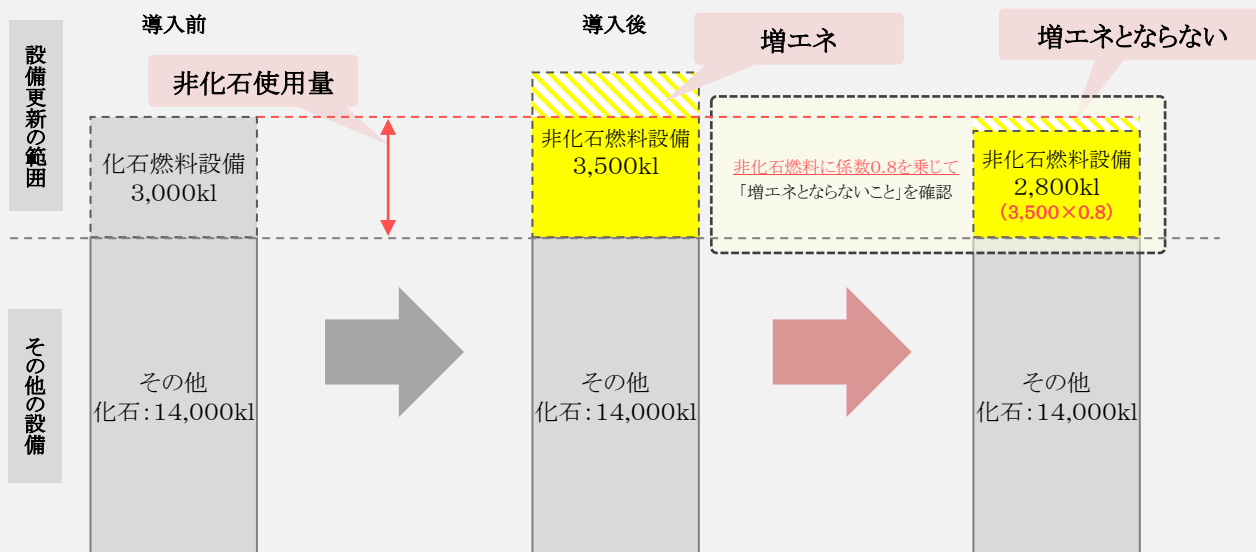 導入前
導入後
増エネ
増エネとならない
設備更新の範囲
非化石使用量
化石燃料設備
3,000kl
非化石燃料設備
3,500kl
非化石燃料に係数0.8を乗じて
「増エネとならないこと」を確認
非化石燃料設備
2,800kl
(3,500×0.8)
その他の設備
その他
化石:14,000kl
その他
化石:14,000kl
その他
化石:14,000kl